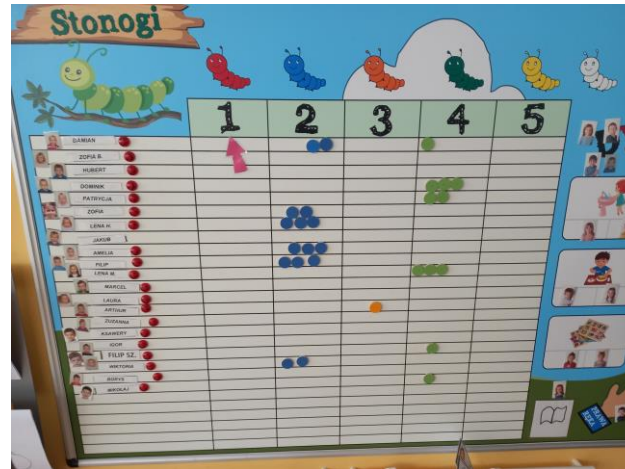 Stonogi
1 2 3 4 5
DAMIAN
ZOFIA B.
HUBERT
DOMINIK
PATRYCJA
ZOFIA
LENA H.
JAKUB
AMELIA
FILIP
LENA M.
MARCEL
LAURA
ARTHUR
ZUZANNA
KSAWERY
IGOR
FILIP SZ.
WIKTORIA
BORYS
MIKOŁAJ